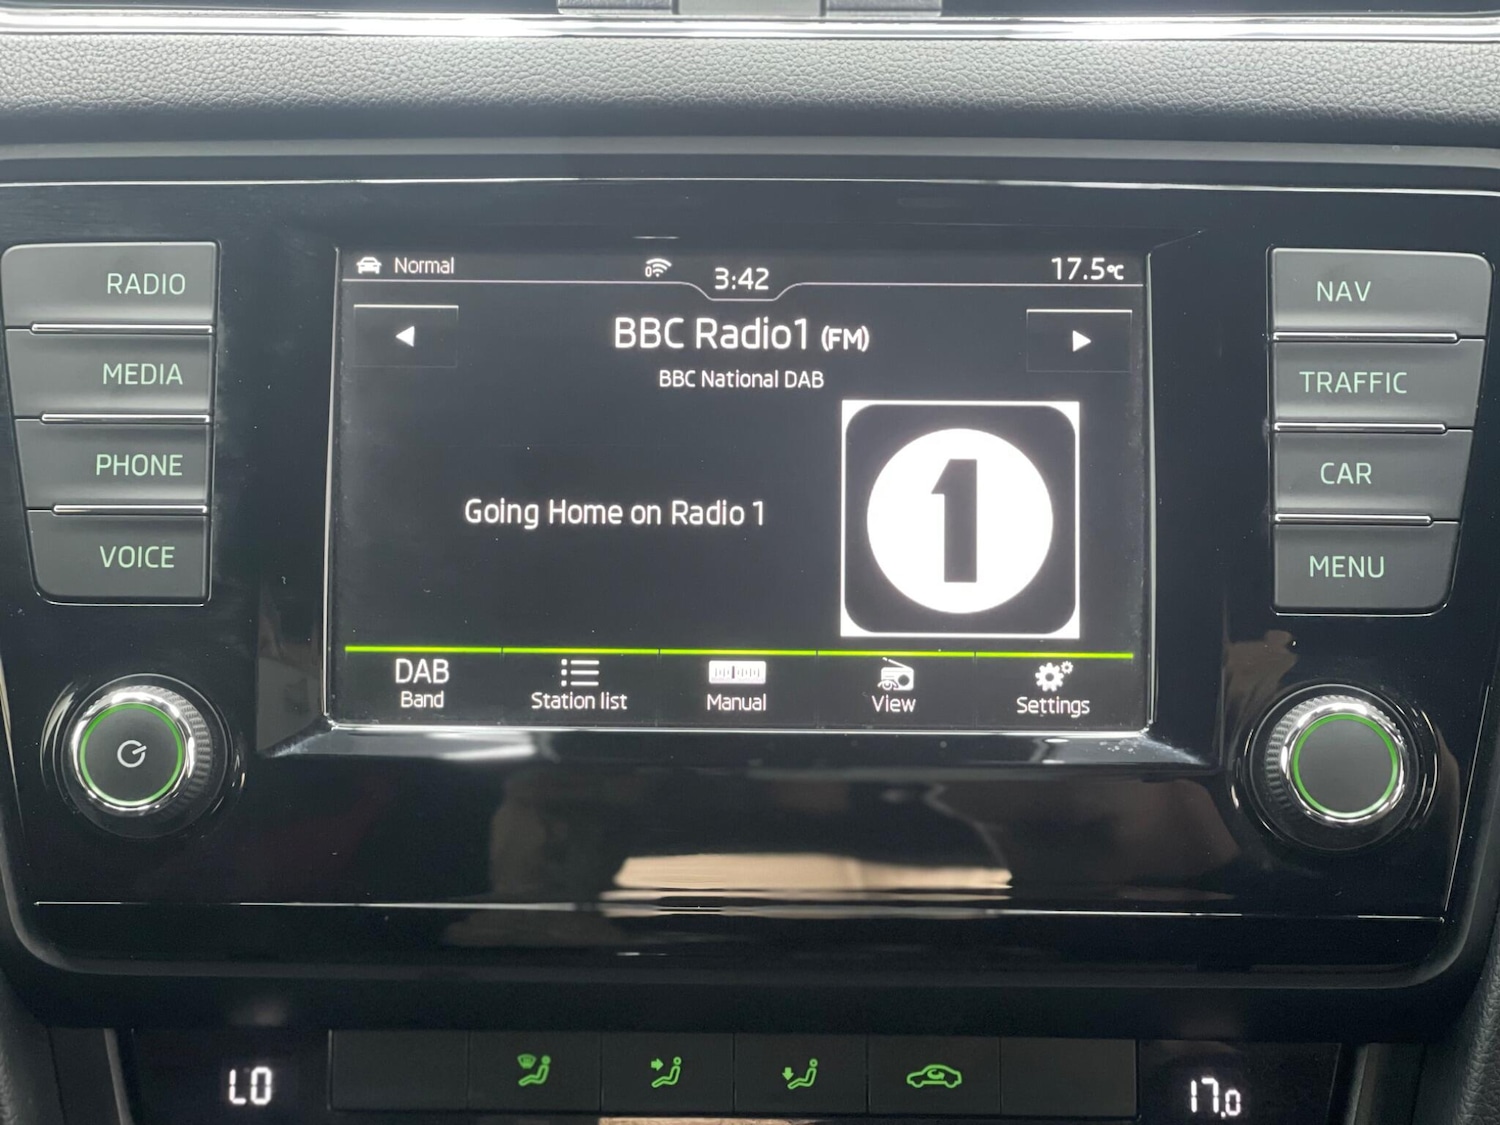 RADIO
MEDIA
PHONE
VOICE
Normal
0
3:42
17.5°C
BBC Radio1 (FM)
BBC National DAB
Going Home on Radio 1
1
DAB
Band
Station list
Manual
View
Settings
NAV
TRAFFIC
CAR
MENU
LO
17.0